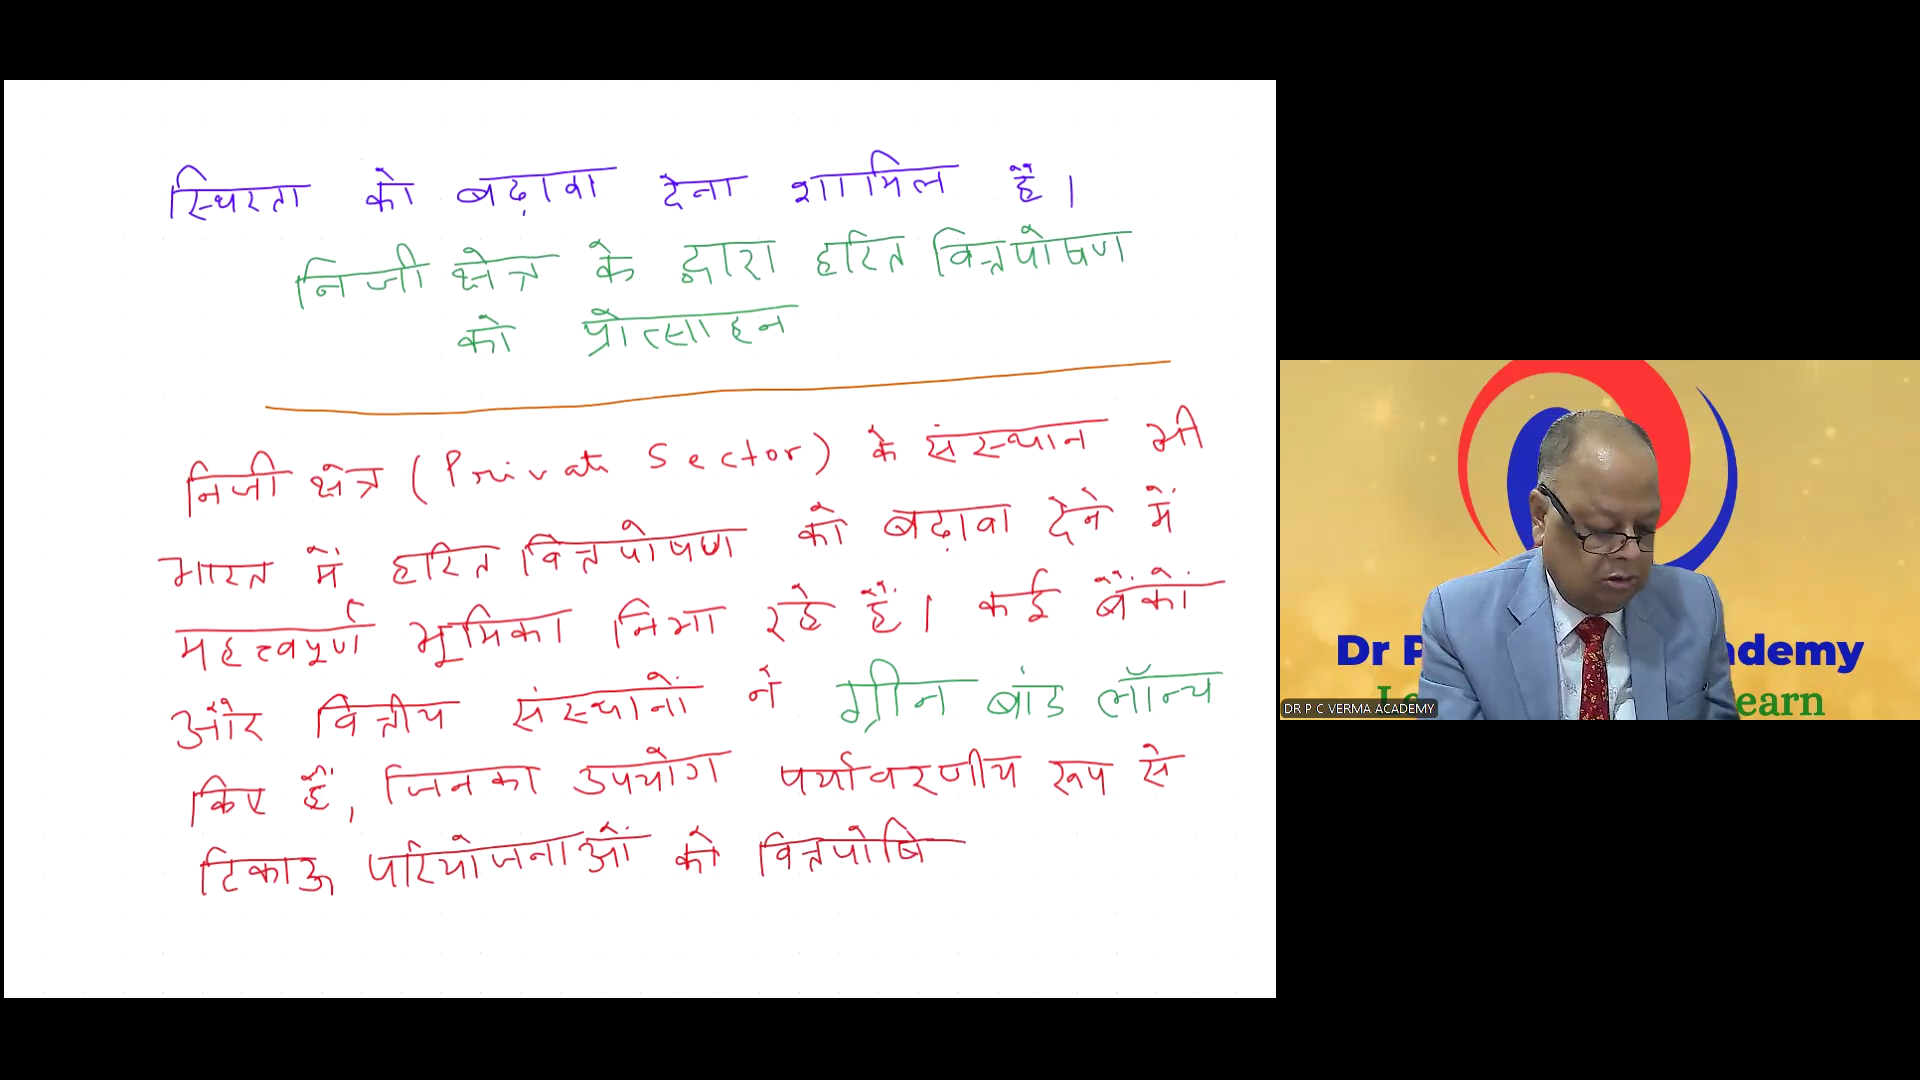 स्थिरता को बढ़ावा देना शामिल है।
निजी क्षेत्र के द्वारा हरित वित्तपोषण
को प्रोत्साहन
निजी क्षेत्र (Private Sector) के संस्थान भी
भारत में हरित वित्तपोषण को बढ़ावा देने में
महत्त्वपूर्ण भूमिका निभा रहे हैं। कई बैंकों
और वित्तीय संस्थानों ने ग्रीन बांड लॉन्च
किए हैं, जिनका उपयोग पर्यावरणीय रूप से
टिकाऊ परियोजनाओं को वित्तपोषि
Dr P demy
Le earn
DR P C VERMA ACADEMY